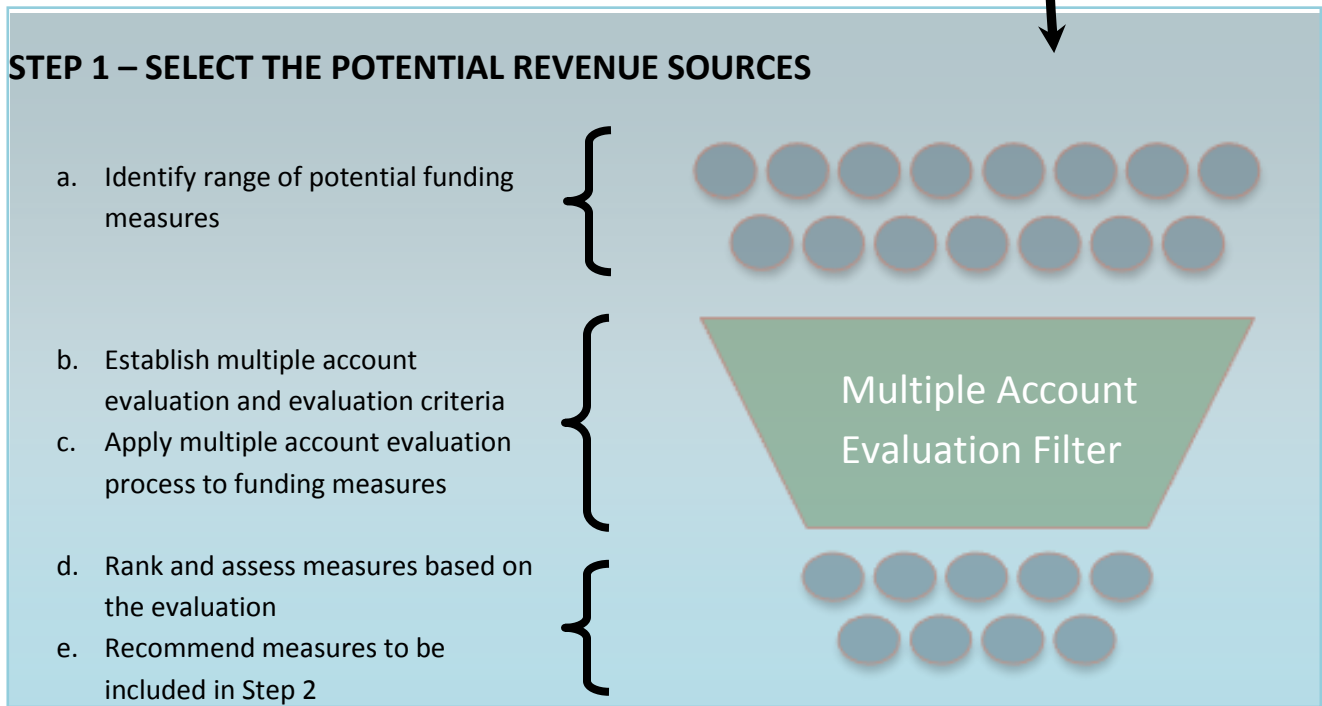 STEP 1 – SELECT THE POTENTIAL REVENUE SOURCES
a. Identify range of potential funding
measures
b. Establish multiple account
evaluation and evaluation criteria
c. Apply multiple account evaluation
process to funding measures
Multiple Account
Evaluation Filter
d. Rank and assess measures based on
the evaluation
e. Recommend measures to be
included in Step 2